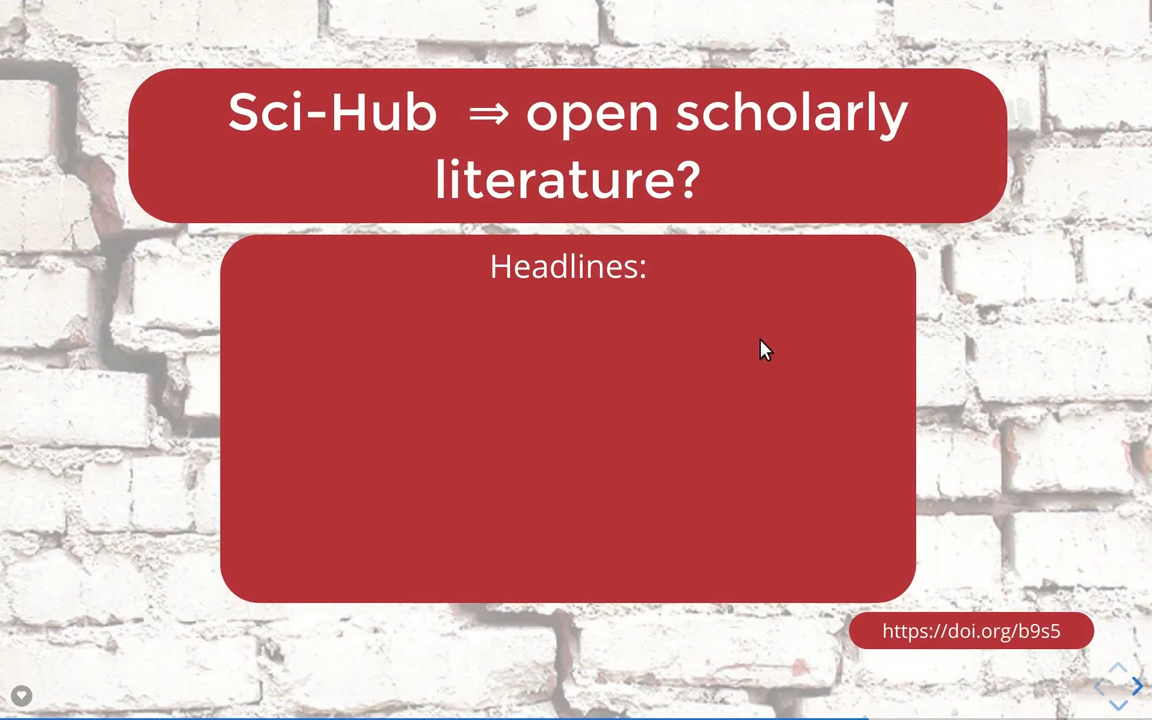 Sci-Hub ⇒ open scholarly
literature?
Headlines:
https://doi.org/b9s5